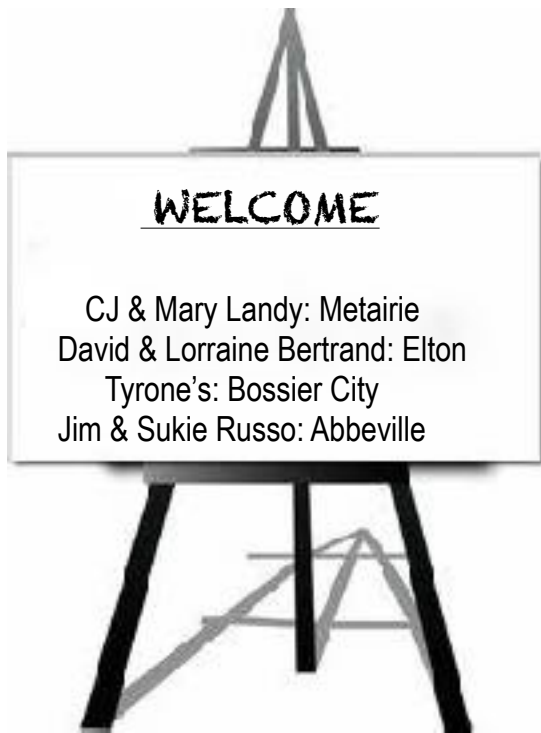 WELCOME
CJ & Mary Landy: Metairie
David & Lorraine Bertrand: Elton
Tyrone’s: Bossier City
Jim & Sukie Russo: Abbeville